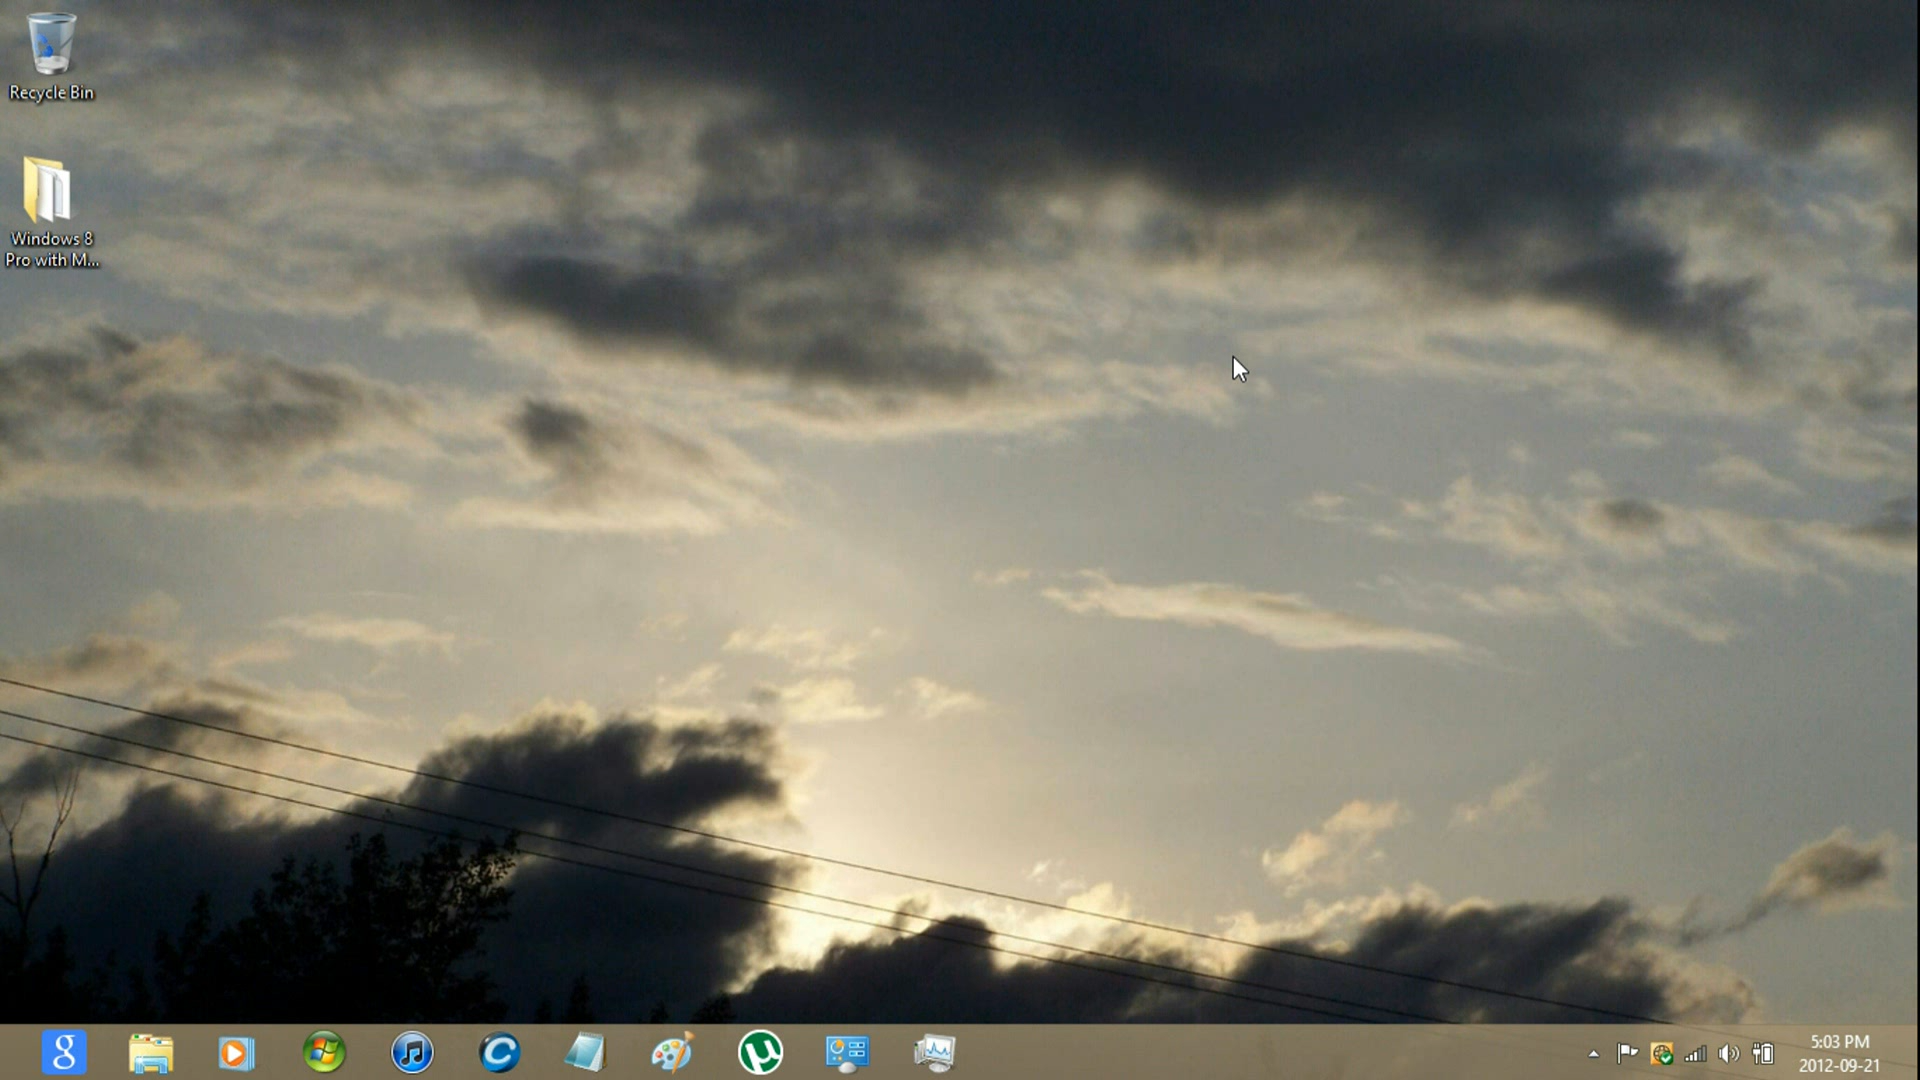 Recycle Bin
Windows 8
Pro with M...
g
5:03 PM
2012-09-21